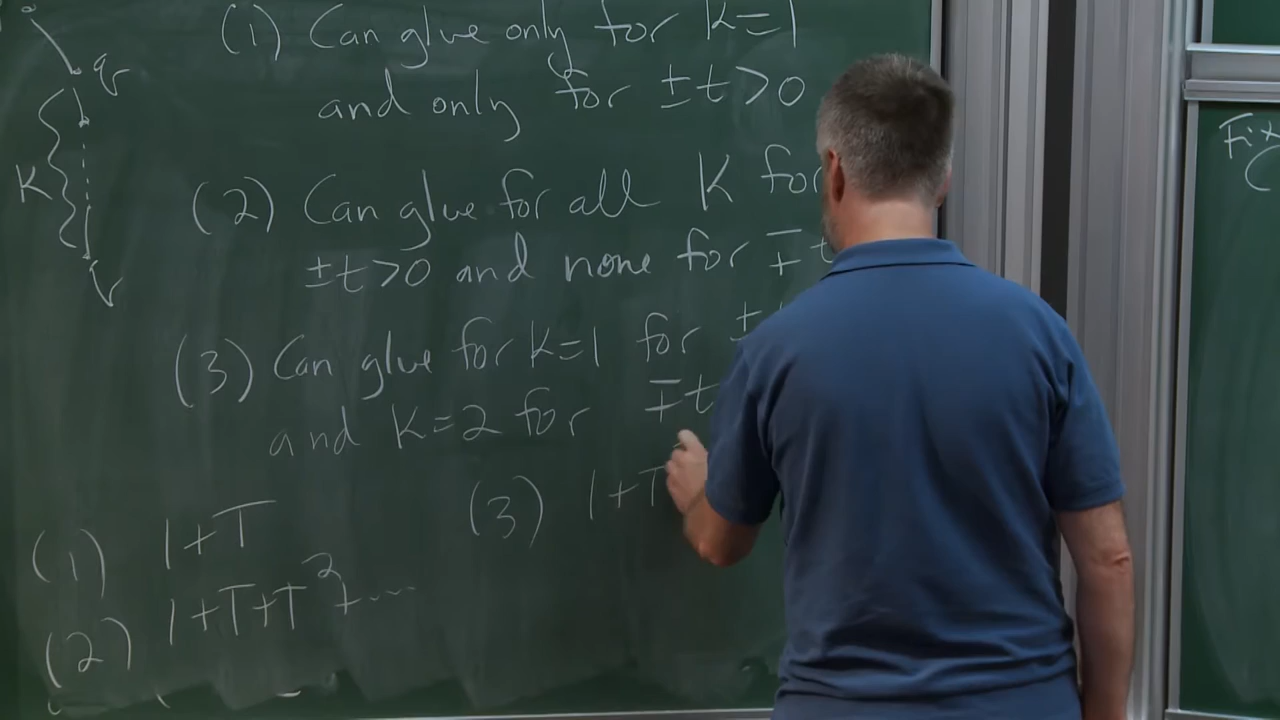 (1) Can glue only for K=1
and only for ±t>0
q
K
(2) Can glue for all K for
±t>0 and none for ∓t
(3) Can glue for K=1 for ±
and K=2 for ∓t
(3) 1+T
(1) 1+T
(2) 1+T+T²+...
Fix